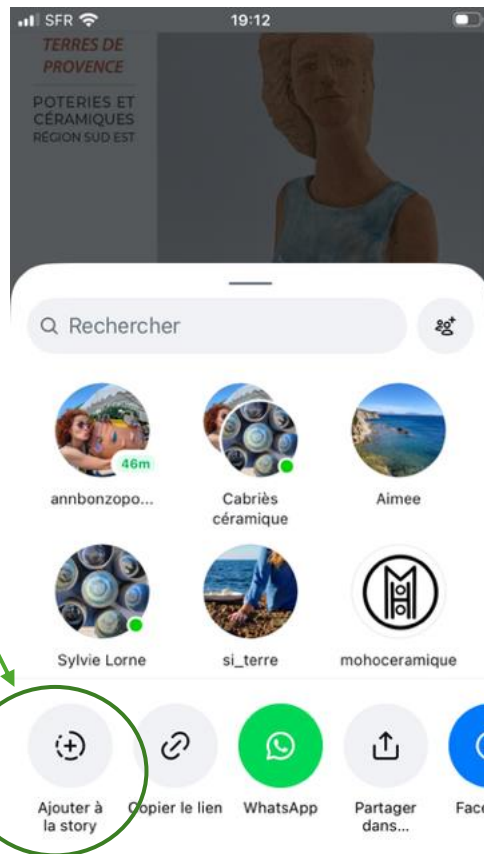 SFR 19:12
TERRES DE
PROVENCE
POTERIES ET
CÉRAMIQUES
RÉGION SUD EST
Rechercher
46m
annbonzopo...
Cabriès
céramique
Aimee
Sylvie Lorne
si_terre
mohoceramique
Ajouter à
la story
Copier le lien
WhatsApp
Partager
dans...
Face